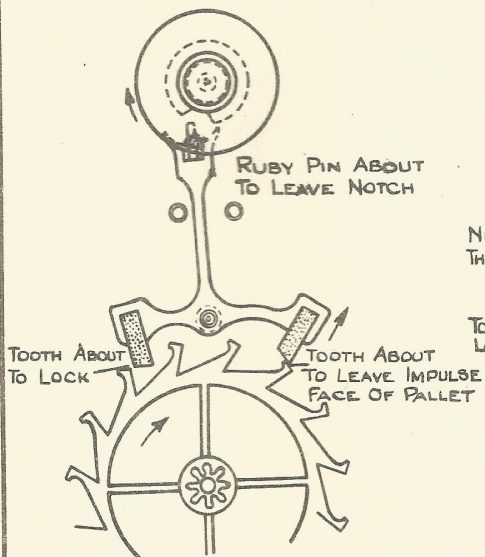 Ruby Pin About
To Leave Notch
Tooth About
To Lock
Tooth About
To Leave Impulse
Face Of Pallet